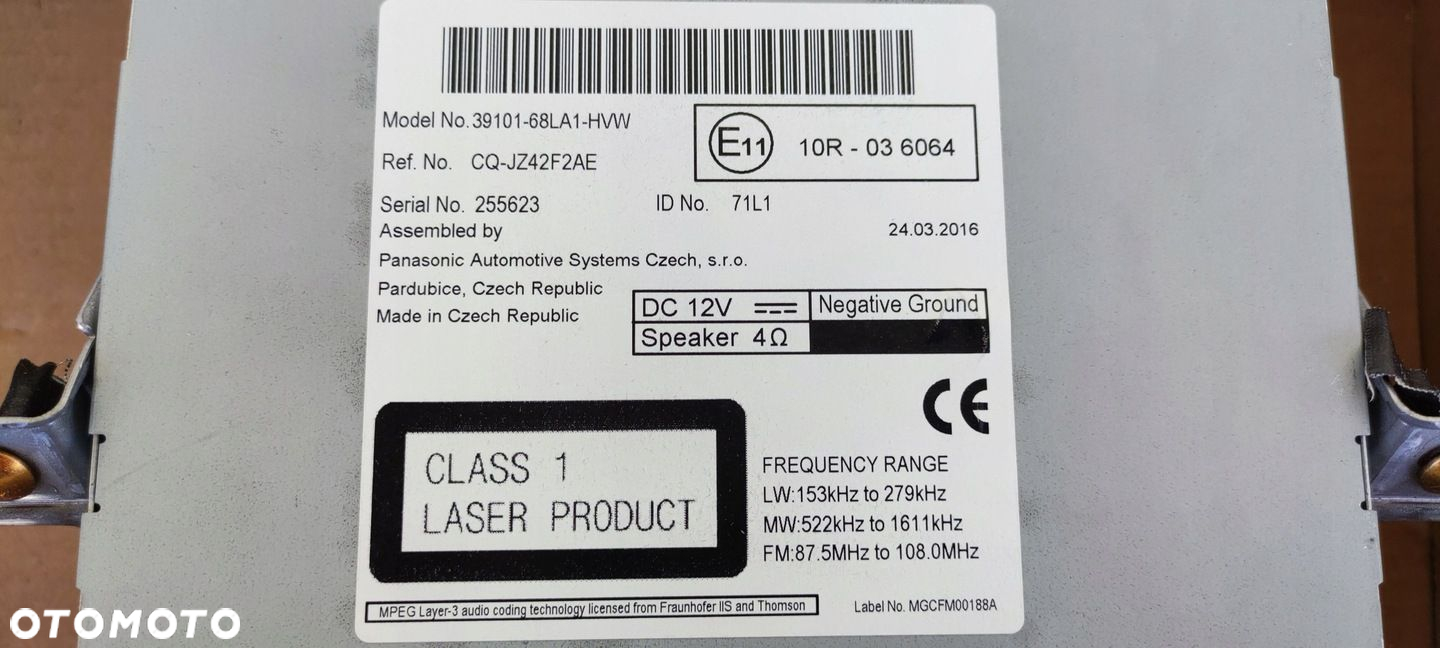 Model No. 39101-68LA1-HVW
E11 10R - 03 6064
Ref. No. CQ-JZ42F2AE
Serial No. 255623 ID No. 71L1
Assembled by 24.03.2016
Panasonic Automotive Systems Czech, s.r.o.
Pardubice, Czech Republic
Made in Czech Republic
DC 12V Negative Ground
Speaker 4Ω
CE
CLASS 1
LASER PRODUCT
FREQUENCY RANGE
LW:153kHz to 279kHz
MW:522kHz to 1611kHz
FM:87.5MHz to 108.0MHz
MPEG Layer-3 audio coding technology licensed from Fraunhofer IIS and Thomson
Label No. MGCFM00188A
OTOMOTO